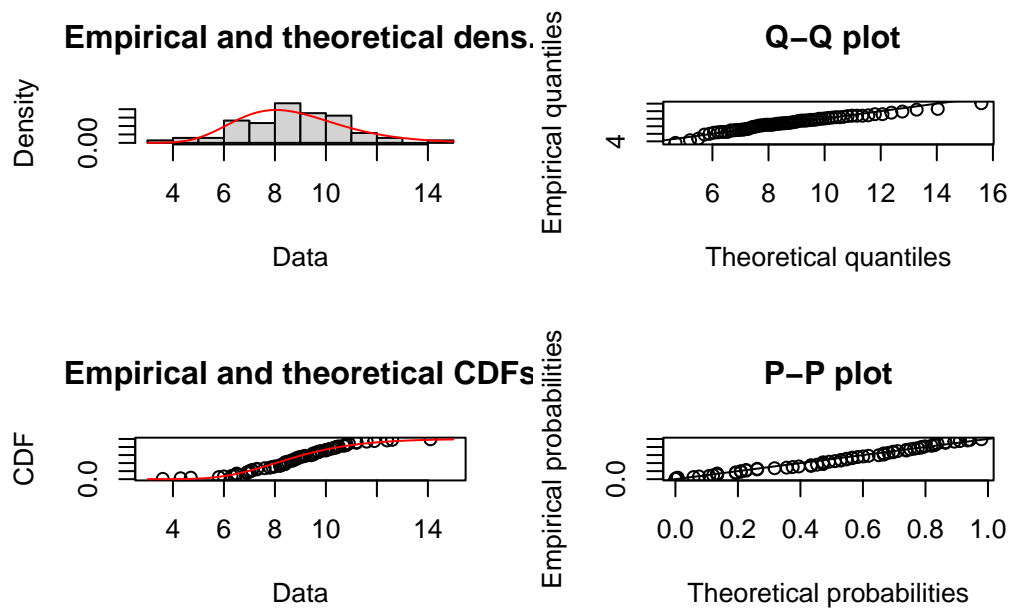 Empirical and theoretical dens.
Density
0.00
4 6 8 10 14
Data
Q−Q plot
Empirical quantiles
4
6 8 10 12 14 16
Theoretical quantiles
Empirical and theoretical CDFs
CDF
0.0
4 6 8 10 14
Data
P−P plot
Empirical probabilities
0.0
0.0 0.2 0.4 0.6 0.8 1.0
Theoretical probabilities